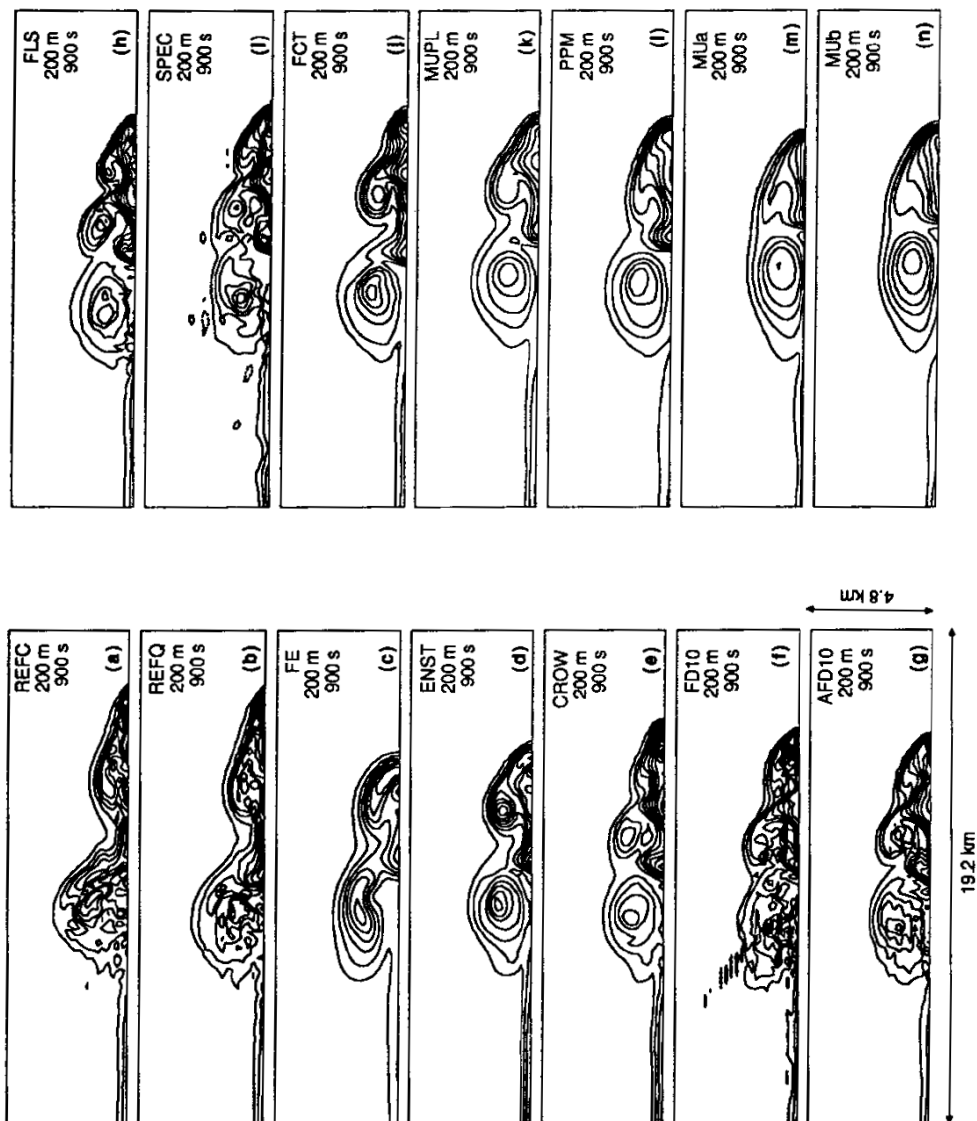 REFC
200 m
900 s
(a)
REFQ
200 m
900 s
(b)
FE
200 m
900 s
(c)
ENST
200 m
900 s
(d)
CROW
200 m
900 s
(e)
FD10
200 m
900 s
(f)
AFD10
200 m
900 s
(g)
4.8 km
19.2 km
FLS
200 m
900 s
(h)
SPEC
200 m
900 s
(i)
FCT
200 m
900 s
(j)
MUPL
200 m
900 s
(k)
PPM
200 m
900 s
(l)
MUa
200 m
900 s
(m)
MUb
200 m
900 s
(n)